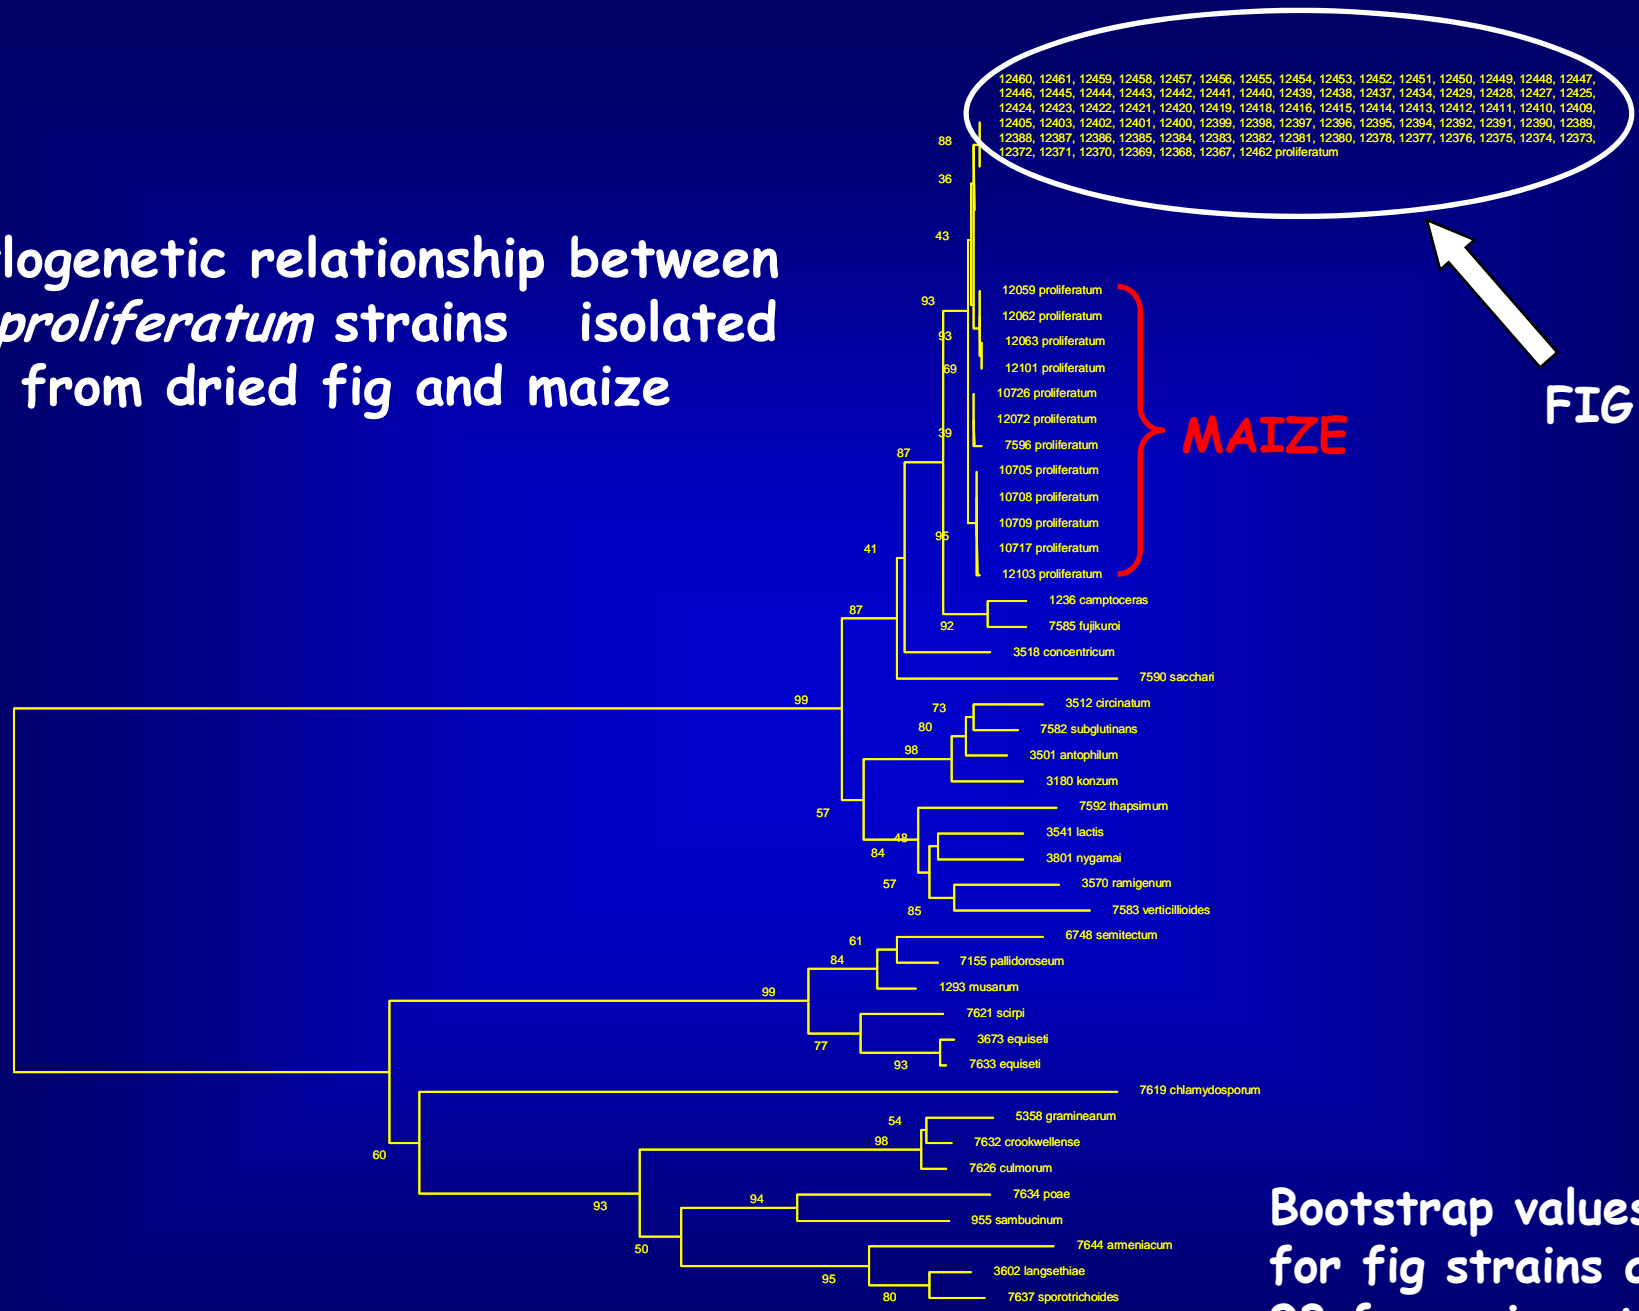 12460, 12461, 12459, 12458, 12457, 12456, 12455, 12454, 12453, 12452, 12451, 12450, 12449, 12448, 12447,
12446, 12445, 12444, 12443, 12442, 12441, 12440, 12439, 12438, 12437, 12434, 12429, 12428, 12427, 12425,
12424, 12423, 12422, 12421, 12420, 12419, 12418, 12416, 12415, 12414, 12413, 12412, 12411, 12410, 12409,
12405, 12403, 12402, 12401, 12400, 12399, 12398, 12397, 12396, 12395, 12394, 12392, 12391, 12390, 12389,
12388, 12387, 12386, 12385, 12384, 12383, 12382, 12381, 12380, 12378, 12377, 12376, 12375, 12374, 12373,
12372, 12371, 12370, 12369, 12368, 12367, 12462 proliferatum
88
36
43
logenetic relationship between
proliferatum strains isolated
from dried fig and maize
93
12059 proliferatum
12062 proliferatum
93
12063 proliferatum
69
12101 proliferatum
10726 proliferatum
12072 proliferatum
39
7596 proliferatum
10705 proliferatum
10708 proliferatum
10709 proliferatum
95
10717 proliferatum
12103 proliferatum
MAIZE
FIG
87
41
87
1236 camptoceras
92
7585 fujikuroi
3518 concentricum
7590 sacchari
99
73
3512 circinatum
80
7582 subglutinans
98
3501 antophilum
3180 konzum
57
7592 thapsimum
48
3541 lactis
84
3801 nygamai
57
3570 ramigenum
85
7583 verticillioides
61
6748 semitectum
84
7155 pallidoroseum
99
1293 musarum
7621 scirpi
77
3673 equiseti
93
7633 equiseti
7619 chlamydosporum
54
5358 graminearum
98
7632 crookwellense
60
7626 culmorum
94
7634 poae
93
955 sambucinum
50
7644 armeniacum
95
3602 langsethiae
80
7637 sporotrichoides
Bootstrap values
for fig strains